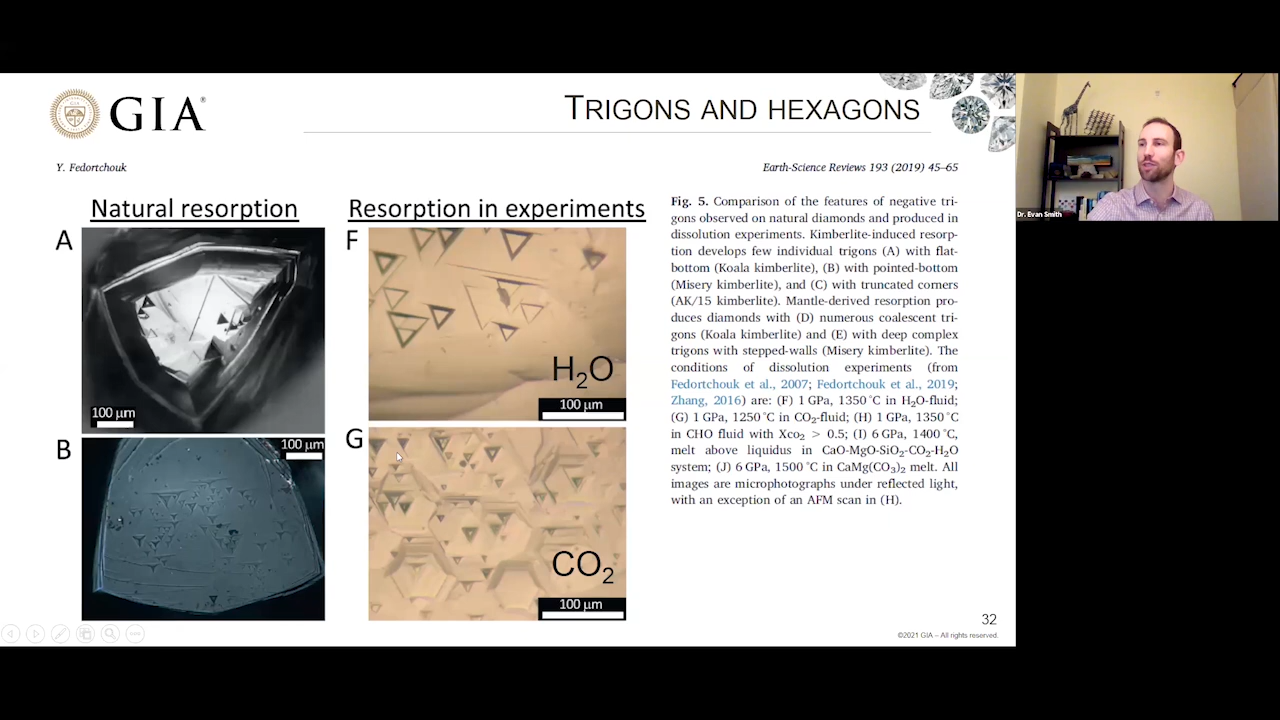 GIA®
TRIGONS AND HEXAGONS
Y. Fedortchouk
Earth-Science Reviews 193 (2019) 45–65
Natural resorption
Resorption in experiments
A
100 µm
B
100 µm
F
H2O
100 µm
G
CO2
100 µm
Fig. 5. Comparison of the features of negative tri-
gons observed on natural diamonds and produced in
dissolution experiments. Kimberlite-induced resorp-
tion develops few individual trigons (A) with flat-
bottom (Koala kimberlite), (B) with pointed-bottom
(Misery kimberlite), and (C) with truncated corners
(AK/15 kimberlite). Mantle-derived resorption pro-
duces diamonds with (D) numerous coalescent tri-
gons (Koala kimberlite) and (E) with deep complex
trigons with stepped-walls (Misery kimberlite). The
conditions of dissolution experiments (from
Fedortchouk et al., 2007; Fedortchouk et al., 2019;
Zhang, 2016) are: (F) 1 GPa, 1350 °C in H2O-fluid;
(G) 1 GPa, 1250 °C in CO2-fluid; (H) 1 GPa, 1350 °C
in CHO fluid with Xco2 > 0.5; (I) 6 GPa, 1400 °C,
melt above liquidus in CaO-MgO-SiO2-CO2-H2O
system; (J) 6 GPa, 1500 °C in CaMg(CO3)2 melt. All
images are microphotographs under reflected light,
with an exception of an AFM scan in (H).
32
©2021 GIA – All rights reserved.
Dr. Evan Smith